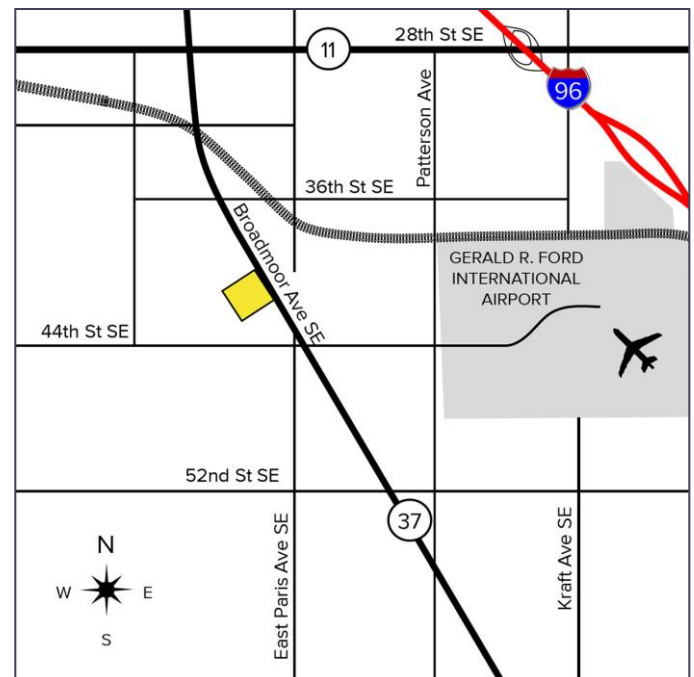 28th St SE
11
96
Patterson Ave
36th St SE
Broadmoor Ave SE
GERALD R. FORD
INTERNATIONAL
AIRPORT
44th St SE
52nd St SE
37
East Paris Ave SE
Kraft Ave SE
N
W
E
S